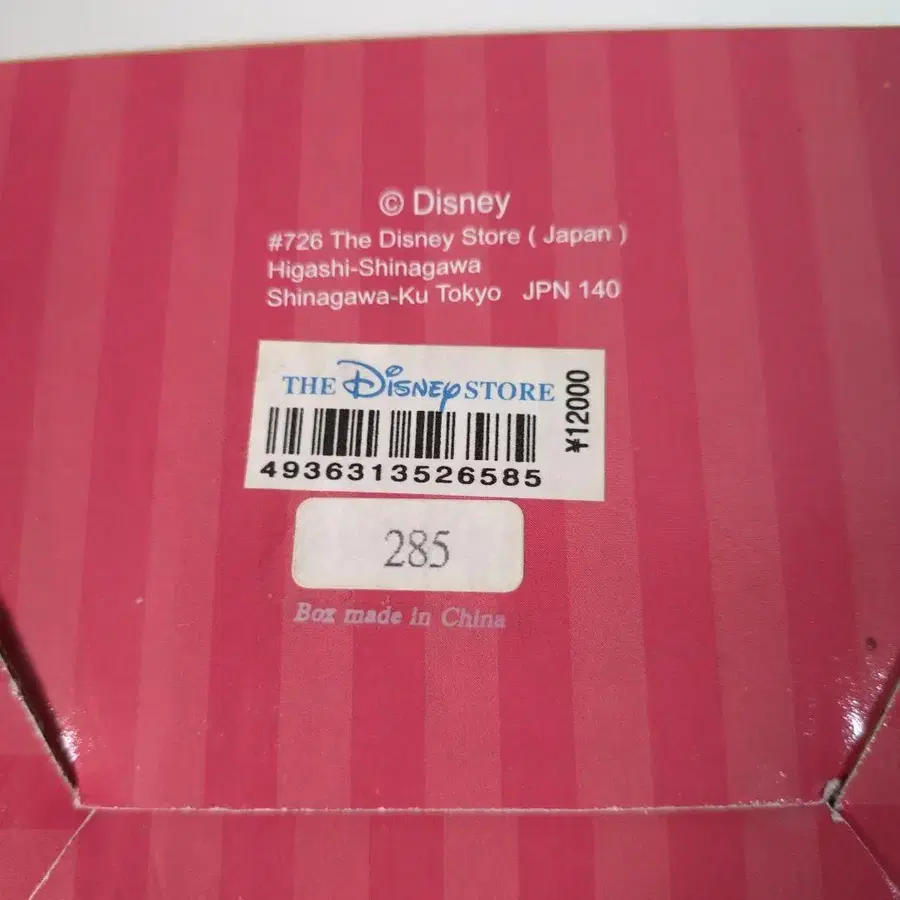 © Disney
#726 The Disney Store ( Japan )
Higashi-Shinagawa
Shinagawa-Ku Tokyo JPN 140
THE DISNEY STORE
¥12000
4936313526585
285
Box made in China